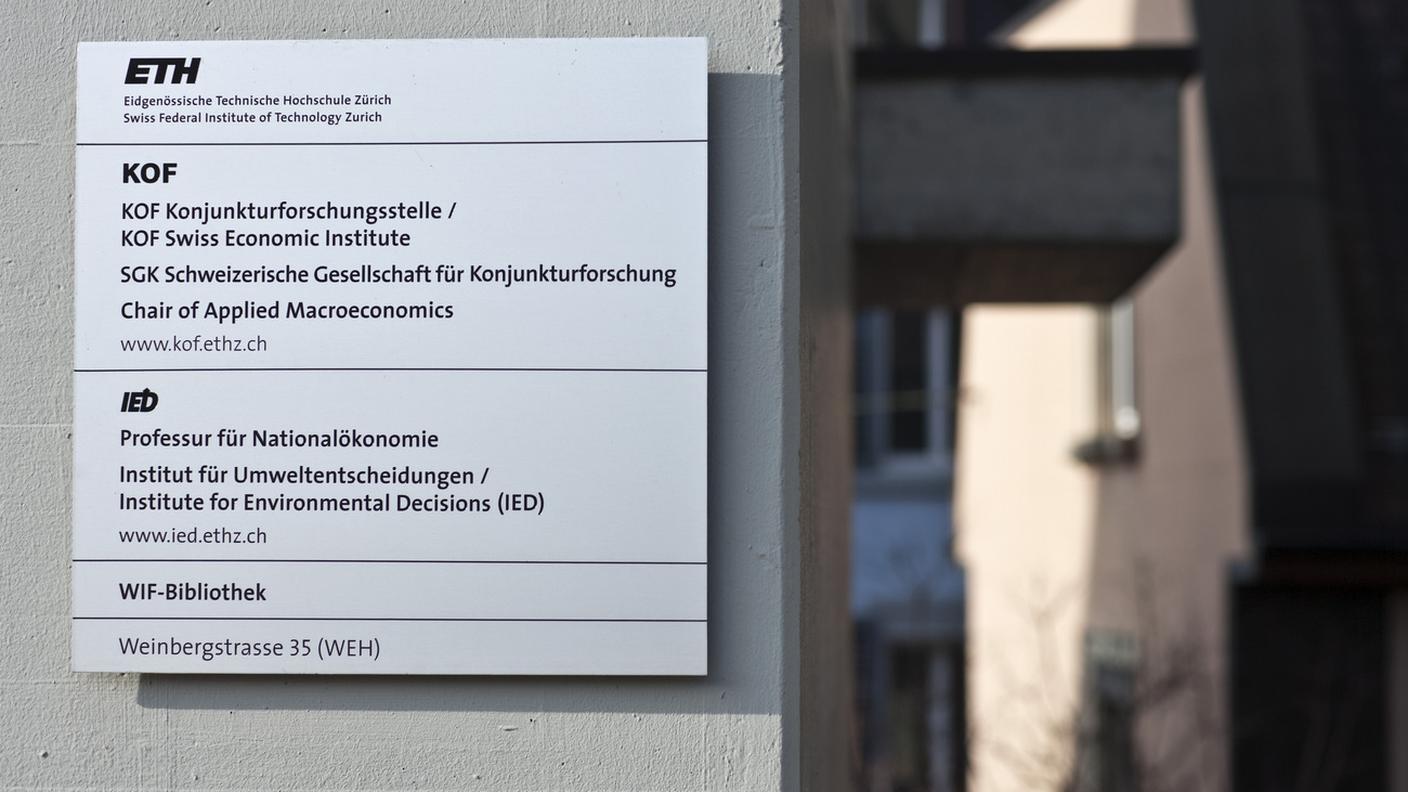 ETH
Eidgenössische Technische Hochschule Zürich
Swiss Federal Institute of Technology Zurich
KOF
KOF Konjunkturforschungsstelle /
KOF Swiss Economic Institute
SGK Schweizerische Gesellschaft für Konjunkturforschung
Chair of Applied Macroeconomics
www.kof.ethz.ch
IED
Professur für Nationalökonomie
Institut für Umweltentscheidungen /
Institute for Environmental Decisions (IED)
www.ied.ethz.ch
WIF-Bibliothek
Weinbergstrasse 35 (WEH)